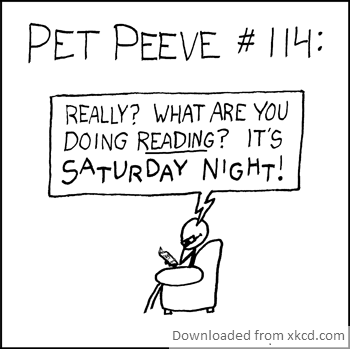 PET PEEVE #114:
REALLY? WHAT ARE YOU
DOING READING? IT'S
SATURDAY NIGHT!
Downloaded from xkcd.com